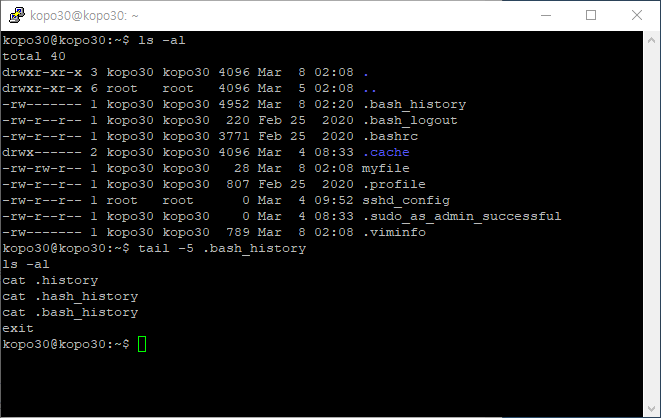 kopo30@kopo30: ~
kopo30@kopo30:~$ ls -al
total 40
drwxr-xr-x 3 kopo30 kopo30 4096 Mar  8 02:08 .
drwxr-xr-x 6 root   root   4096 Mar  5 02:08 ..
-rw------- 1 kopo30 kopo30 4952 Mar  8 02:20 .bash_history
-rw-r--r-- 1 kopo30 kopo30  220 Feb 25  2020 .bash_logout
-rw-r--r-- 1 kopo30 kopo30 3771 Feb 25  2020 .bashrc
drwx------ 2 kopo30 kopo30 4096 Mar  4 08:33 .cache
-rw-rw-r-- 1 kopo30 kopo30   28 Mar  8 02:08 myfile
-rw-r--r-- 1 kopo30 kopo30  807 Feb 25  2020 .profile
-rw-r--r-- 1 root   root      0 Mar  4 09:52 sshd_config
-rw-r--r-- 1 kopo30 kopo30    0 Mar  4 08:33 .sudo_as_admin_successful
-rw------- 1 kopo30 kopo30  789 Mar  8 02:08 .viminfo
kopo30@kopo30:~$ tail -5 .bash_history
ls -al
cat .history
cat .hash_history
cat .bash_history
exit
kopo30@kopo30:~$